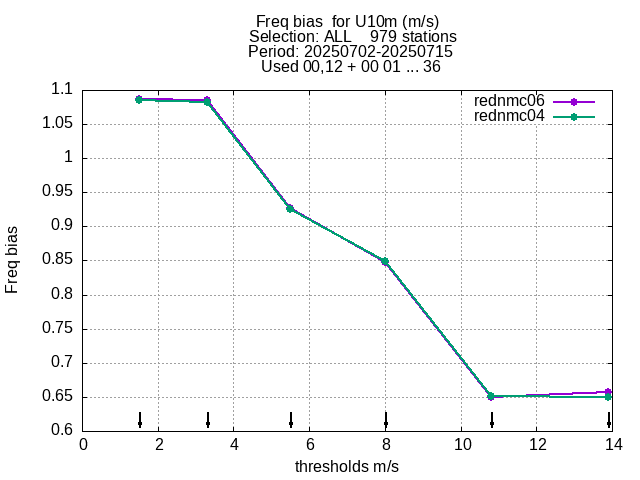 Freq bias  for U10m (m/s)
Selection: ALL    979 stations
Period: 20250702-20250715
Used 00,12 + 00 01 ... 36
rednmc06
rednmc04
1.1
1.05
1
0.95
0.9
0.85
0.8
0.75
0.7
0.65
0.6
Freq bias
0 2 4 6 8 10 12 14
thresholds m/s